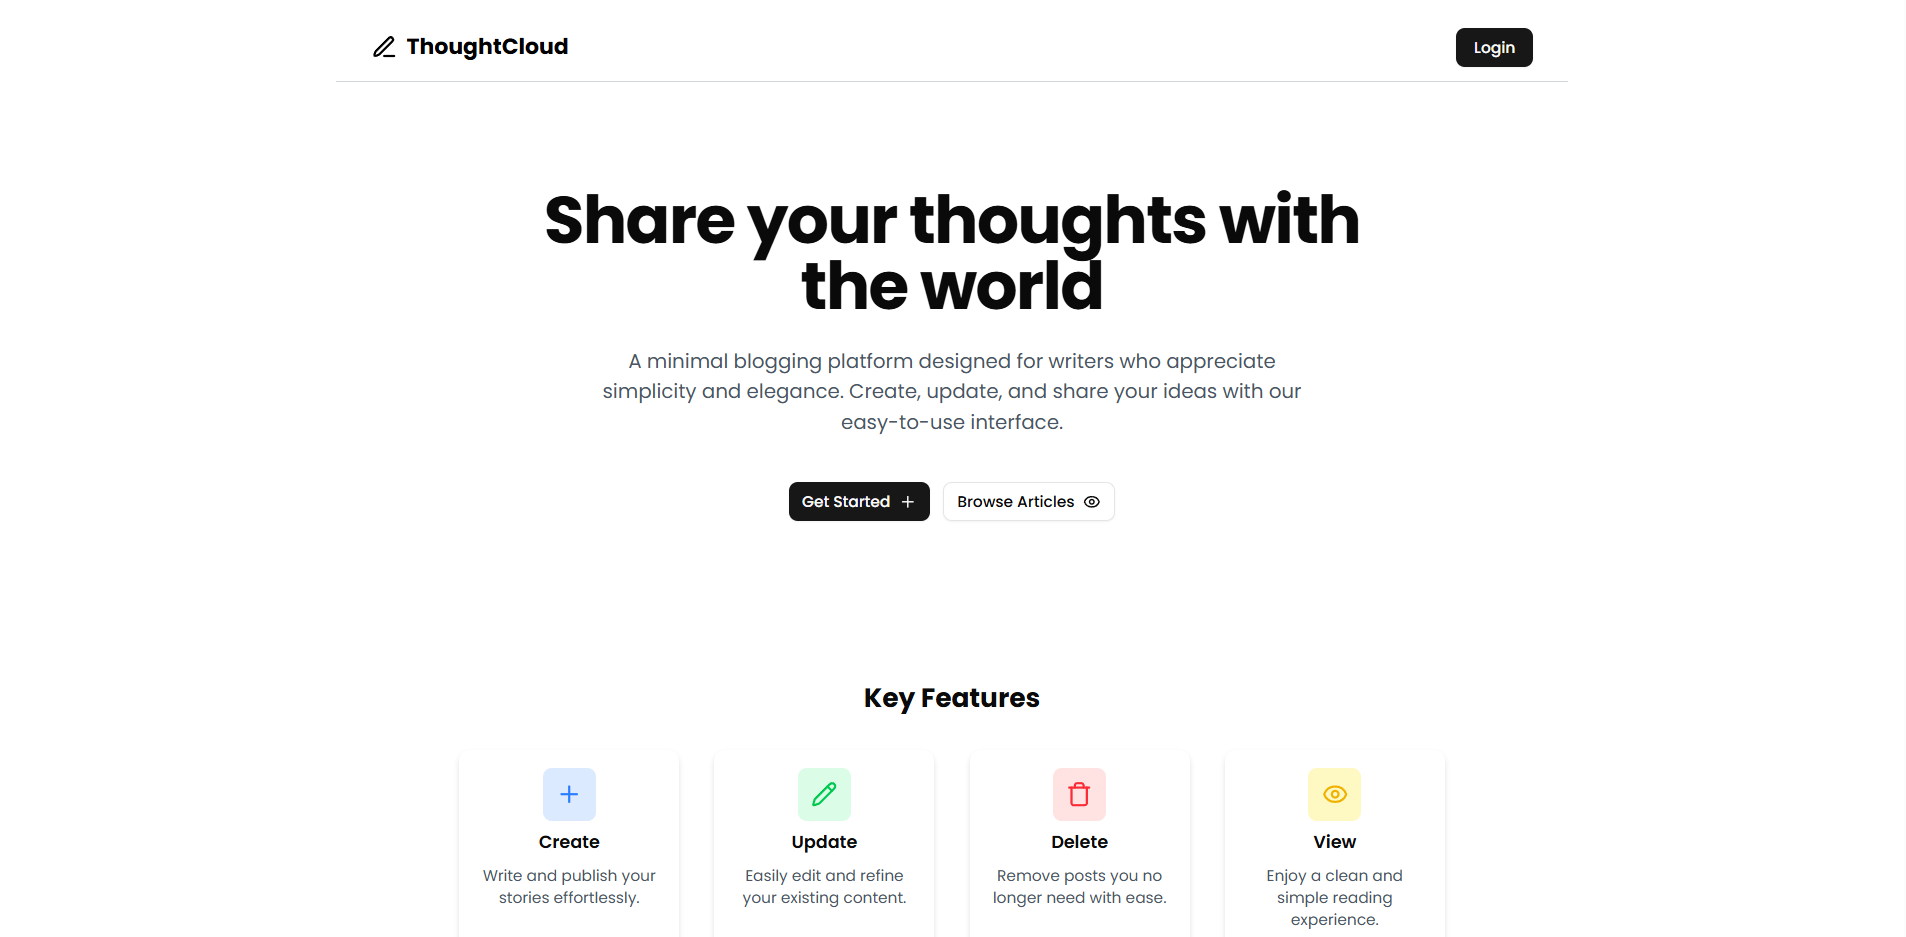 ThoughtCloud
Login
Share your thoughts with
the world
A minimal blogging platform designed for writers who appreciate
simplicity and elegance. Create, update, and share your ideas with our
easy-to-use interface.
Get Started
Browse Articles
Key Features
Create
Write and publish your
stories effortlessly.
Update
Easily edit and refine
your existing content.
Delete
Remove posts you no
longer need with ease.
View
Enjoy a clean and
simple reading
experience.